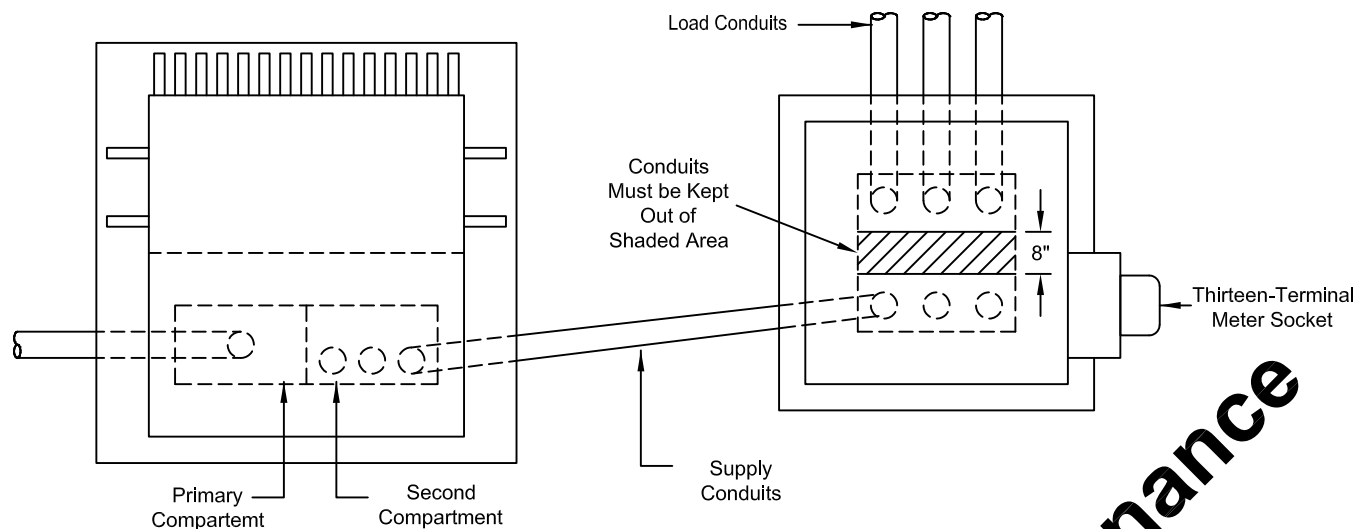 Load Conduits
Conduits
Must be Kept
Out of
Shaded Area
8"
Thirteen-Terminal
Meter Socket
Supply
Conduits
Primary
Compartemt
Second
Compartment
nance